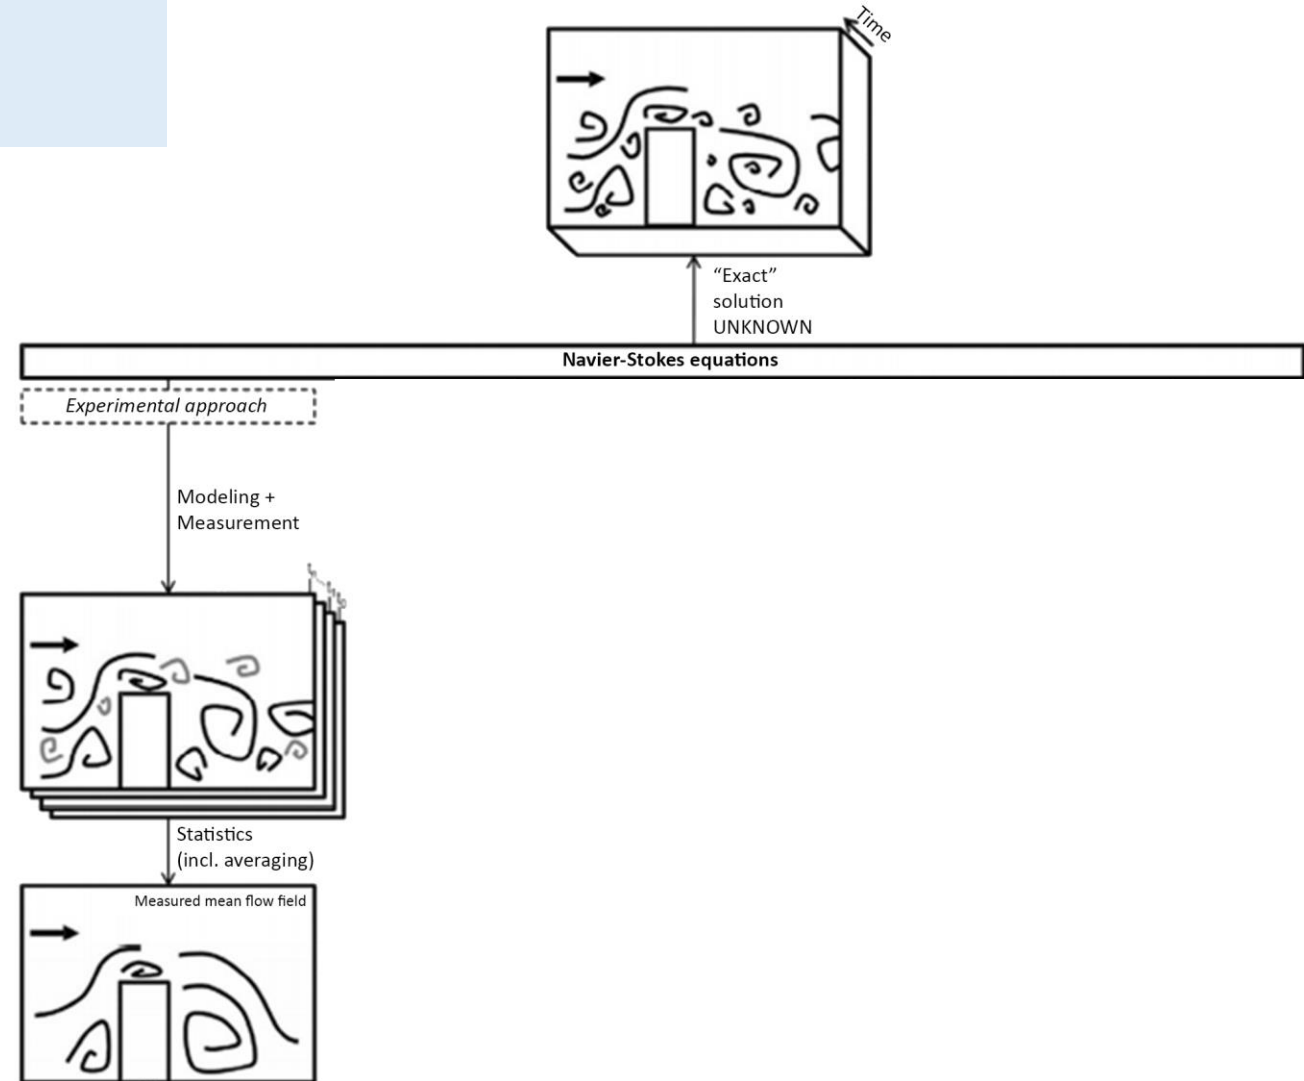 Time
“Exact”
solution
UNKNOWN
Navier-Stokes equations
Experimental approach
Modeling +
Measurement
Statistics
(incl. averaging)
Measured mean flow field